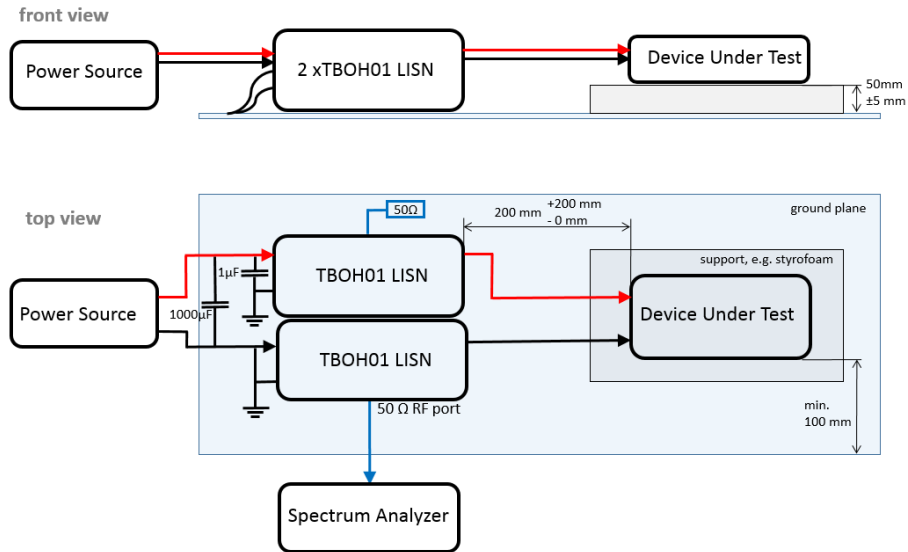 front view
Power Source
2 xTBOH01 LISN
Device Under Test
50mm
±5 mm
top view
50Ω
200 mm +200 mm
- 0 mm
ground plane
1µF
TBOH01 LISN
support, e.g. styrofoam
Power Source
1000µF
Device Under Test
TBOH01 LISN
50 Ω RF port
min.
100 mm
Spectrum Analyzer